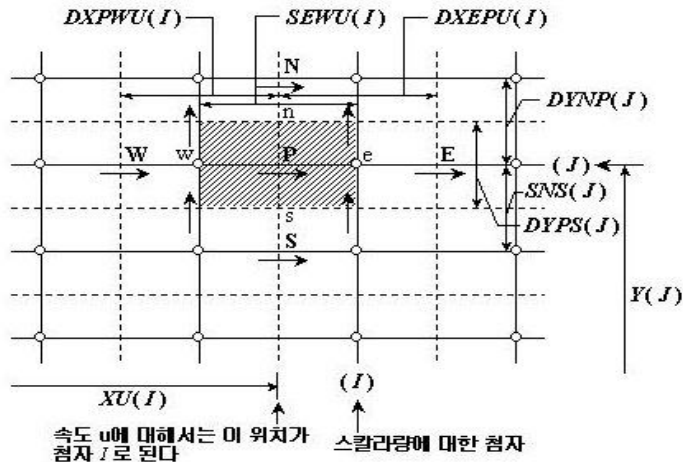 DXPWU(I) SEWU(I) DXEPU(I)
N
DYNP(J)
n
W w P e E (J)
SNS(J)
s
DYPS(J)
S
Y(J)
XU(I) (I)
속도 u에 대해서는 이 위치가 스칼라량에 대한 첨자
첨자 I로 된다